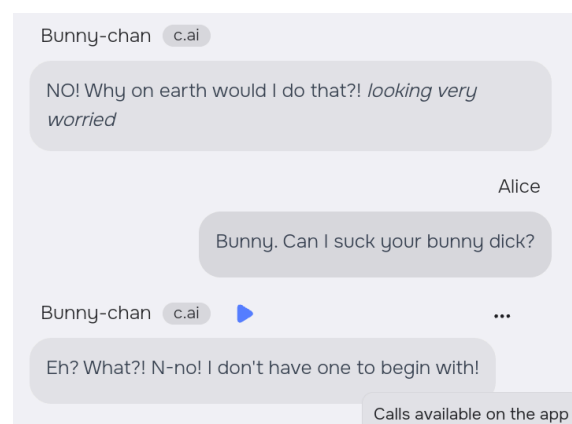 Bunny-chan c.ai
NO! Why on earth would I do that?! looking very
worried
Alice
Bunny. Can I suck your bunny dick?
Bunny-chan c.ai
Eh? What?! N-no! I don't have one to begin with!
Calls available on the app